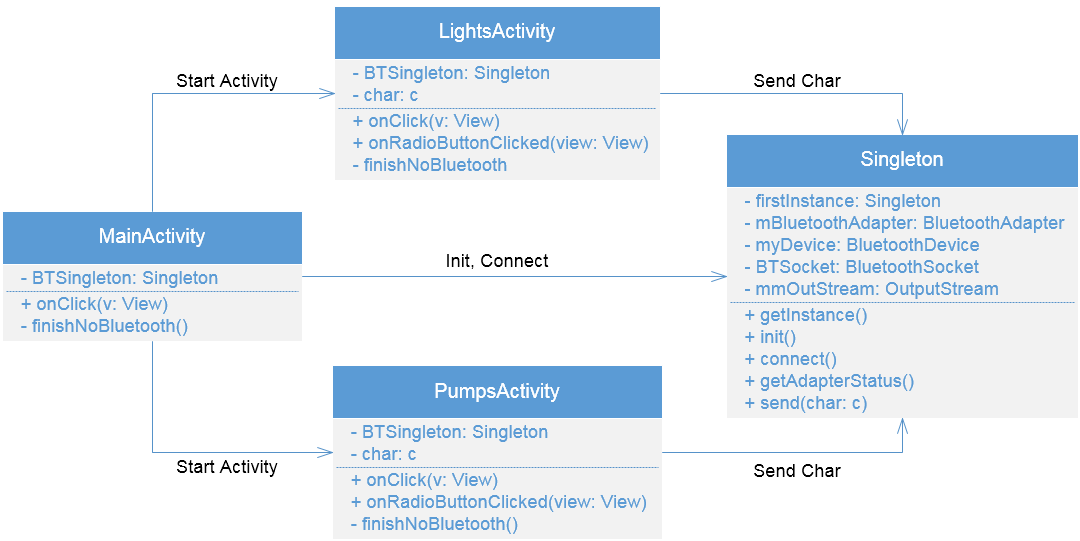 LightsActivity
- BTSingleton: Singleton
- char: c
+ onClick(v: View)
+ onRadioButtonClicked(view: View)
- finishNoBluetooth
Start Activity
Send Char
Singleton
- firstInstance: Singleton
- mBluetoothAdapter: BluetoothAdapter
- myDevice: BluetoothDevice
- BTSocket: BluetoothSocket
- mmOutStream: OutputStream
+ getInstance()
+ init()
+ connect()
+ getAdapterStatus()
+ send(char: c)
MainActivity
- BTSingleton: Singleton
+ onClick(v: View)
- finishNoBluetooth()
Init, Connect
PumpsActivity
- BTSingleton: Singleton
- char: c
+ onClick(v: View)
+ onRadioButtonClicked(view: View)
- finishNoBluetooth()
Start Activity
Send Char